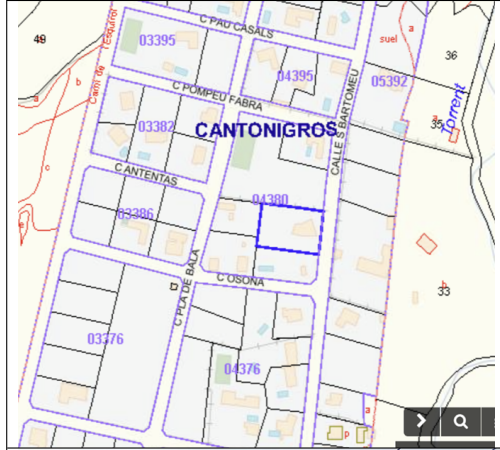 C PAU CASALS
03395
49
Camí de l'Esquirol
suel
a
36
04395
05392
b
C POMPEU FABRA
CALLE S BARTOMEU
Torrent
a
35
a
03382
CANTONIGROS
C ANTENTAS
c
04380
03386
C PLA DE BALA
C OSONA
b
33
03376
04376
a
p